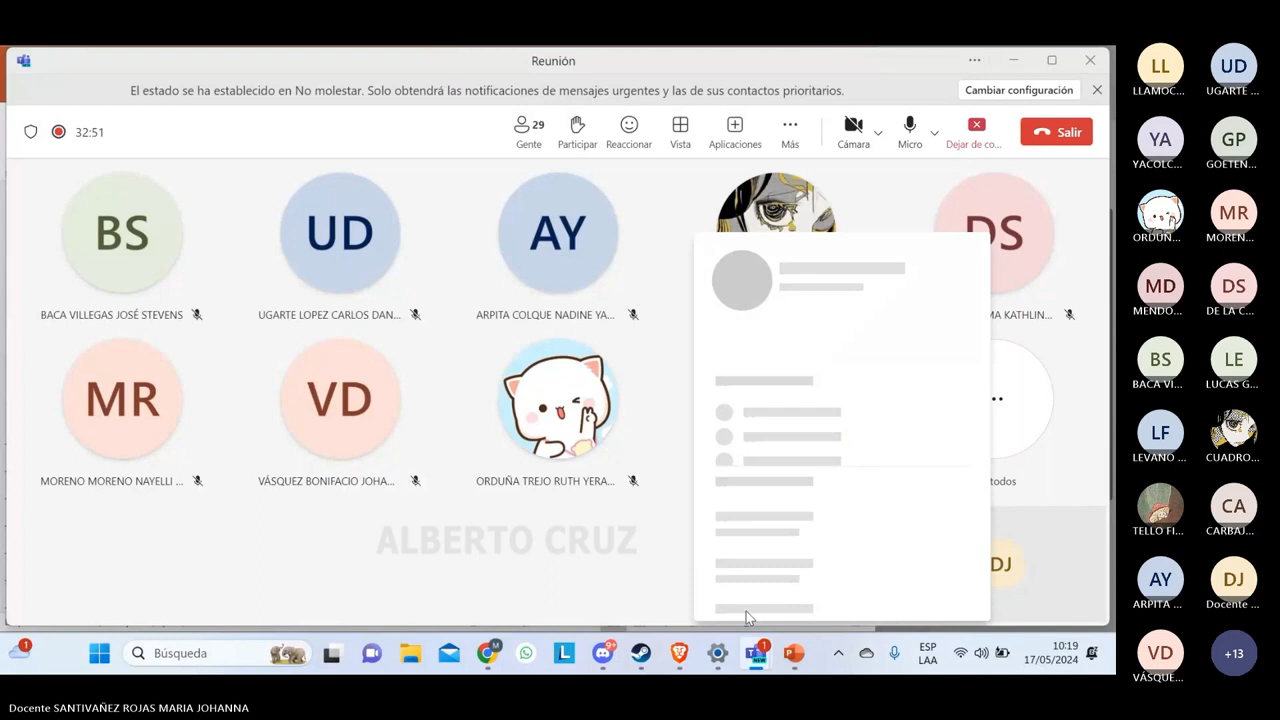 Reunión
El estado se ha establecido en No molestar. Solo obtendrá las notificaciones de mensajes urgentes y las de sus contactos prioritarios.
Cambiar configuración
32:51
29
Gente
Participar
Reaccionar
Vista
Aplicaciones
Más
Cámara
Micro
Dejar de co...
Salir
BS
UD
AY
DS
BACA VILLEGAS JOSÉ STEVENS
UGARTE LOPEZ CARLOS DAN...
ARPITA COLQUE NADINE YA...
MA KATHLIN...
MR
VD
MORENO MORENO NAYELLI ...
VÁSQUEZ BONIFACIO JOHA...
ORDUÑA TREJO RUTH YERA...
todos
ALBERTO CRUZ
DJ
LL
UD
LLAMOC...
UGARTE ...
YA
GP
YACOLC...
GOETEN...
MR
ORDUÑ...
MOREN...
MD
DS
MENDO...
DE LA C...
BS
LE
BACA VI...
LUCAS G...
LF
LEVANO ...
CUADRO...
CA
TELLO FI...
CARBAJ...
AY
DJ
ARPITA ...
Docente ...
VD
+13
VÁSQUE...
1
Búsqueda
M
L
9+
1
NEW
P
ESP
LAA
10:19
17/05/2024
Docente SANTIVAÑEZ ROJAS MARIA JOHANNA